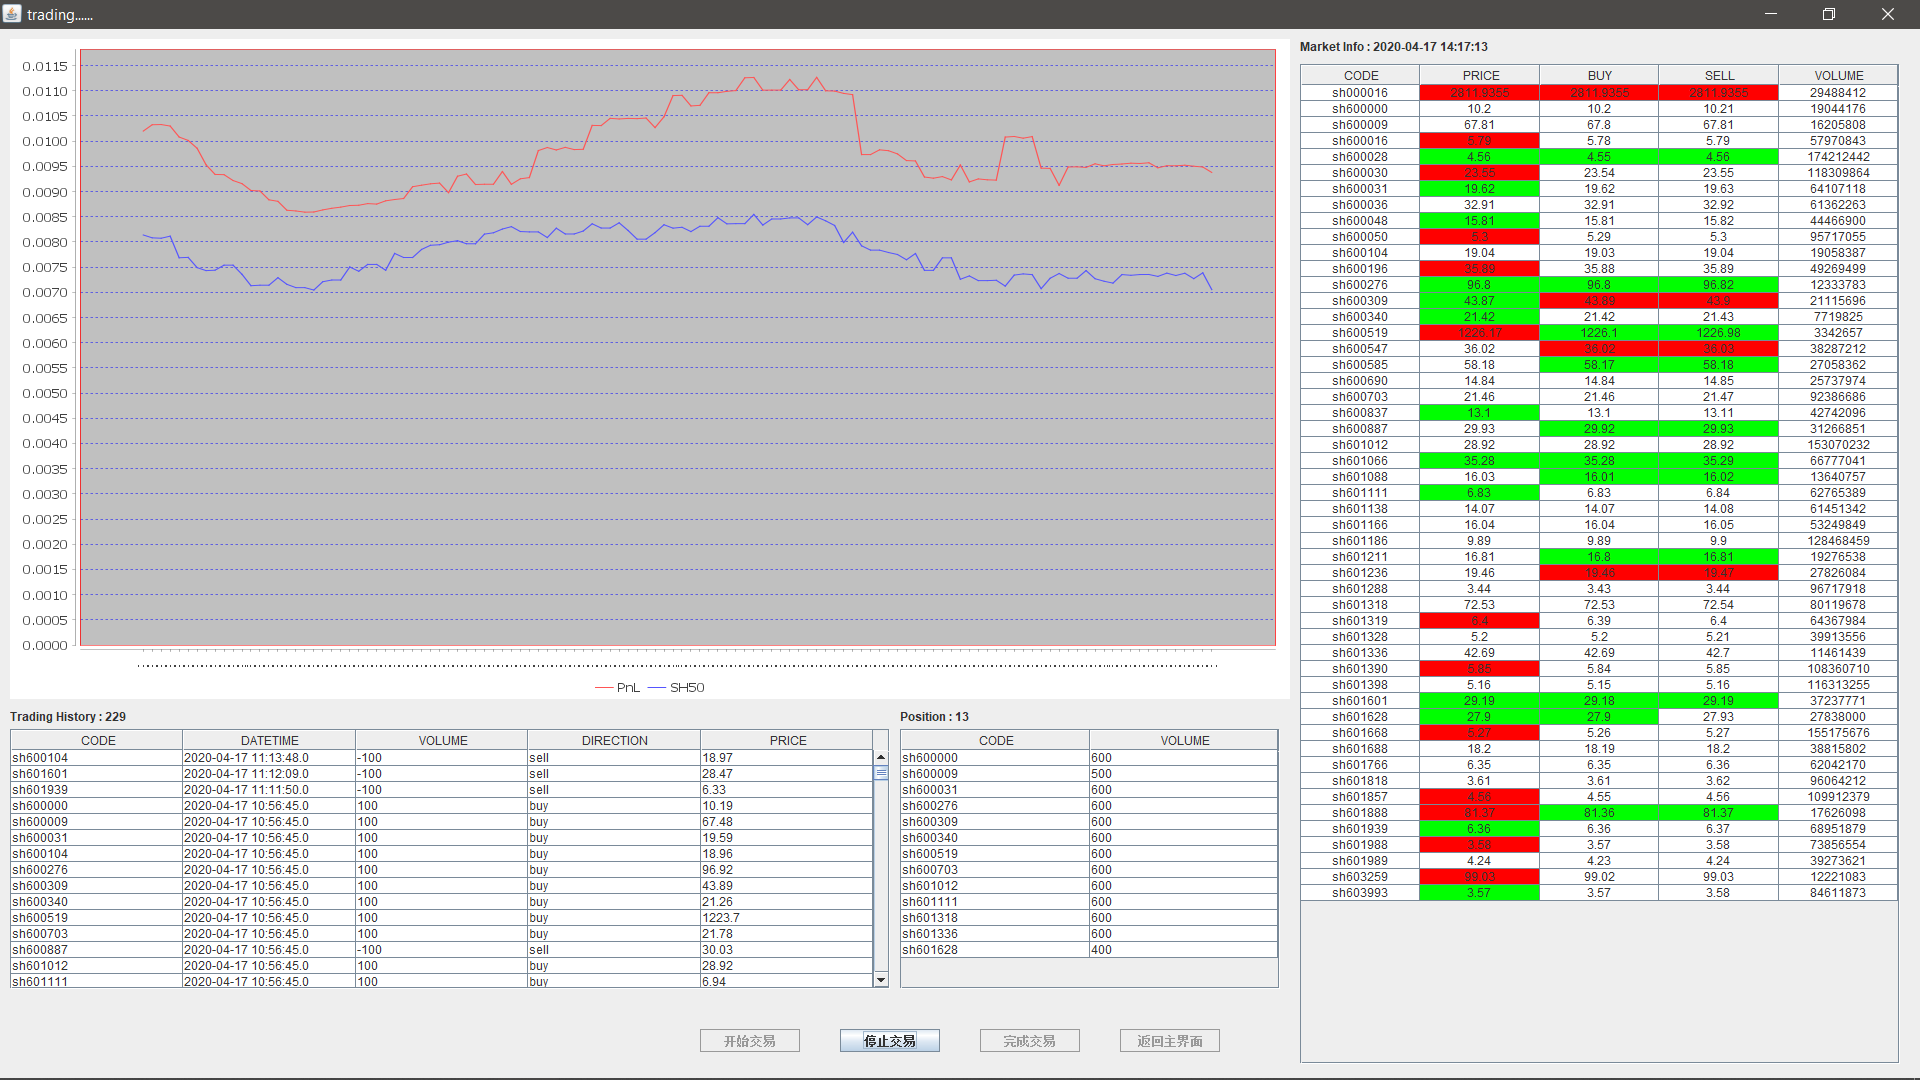 trading......
0.0115
0.0110
0.0105
0.0100
0.0095
0.0090
0.0085
0.0080
0.0075
0.0070
0.0065
0.0060
0.0055
0.0050
0.0045
0.0040
0.0035
0.0030
0.0025
0.0020
0.0015
0.0010
0.0005
0.0000
PnL SH50
Market Info : 2020-04-17 14:17:13
CODE PRICE BUY SELL VOLUME
sh000016 2811.9355 2811.9355 2811.9355 29488412
sh600000 10.2 10.2 10.21 19044176
sh600009 67.81 67.8 67.81 16205808
sh600016 5.79 5.78 5.79 57970843
sh600028 4.56 4.55 4.56 174212442
sh600030 23.55 23.54 23.55 118309864
sh600031 19.62 19.62 19.63 64107118
sh600036 32.91 32.91 32.92 61362263
sh600048 15.81 15.81 15.82 44466900
sh600050 5.3 5.29 5.3 95717055
sh600104 19.04 19.03 19.04 19058387
sh600196 35.89 35.88 35.89 49269499
sh600276 96.8 96.8 96.82 12333783
sh600309 43.87 43.89 43.9 21115696
sh600340 21.42 21.42 21.43 7719825
sh600519 1226.17 1226.1 1226.98 3342657
sh600547 36.02 36.02 36.03 38287212
sh600585 58.18 58.17 58.18 27058362
sh600690 14.84 14.84 14.85 25737974
sh600703 21.46 21.46 21.47 92386686
sh600837 13.1 13.1 13.11 42742096
sh600887 29.93 29.92 29.93 31266851
sh601012 28.92 28.92 28.92 153070232
sh601066 35.28 35.28 35.29 66777041
sh601088 16.03 16.01 16.02 13640757
sh601111 6.83 6.83 6.84 62765389
sh601138 14.07 14.07 14.08 61451342
sh601166 16.04 16.04 16.05 53249849
sh601186 9.89 9.89 9.9 128468459
sh601211 16.81 16.8 16.81 19276538
sh601236 19.46 19.46 19.47 27826084
sh601288 3.44 3.43 3.44 96717918
sh601318 72.53 72.53 72.54 80119678
sh601319 6.4 6.39 6.4 64367984
sh601328 5.2 5.2 5.21 39913556
sh601336 42.69 42.69 42.7 11461439
sh601390 5.85 5.84 5.85 108360710
sh601398 5.16 5.15 5.16 116313255
sh601601 29.19 29.18 29.19 37237771
sh601628 27.9 27.9 27.93 27838000
sh601668 5.27 5.26 5.27 155175676
sh601688 18.2 18.19 18.2 38815802
sh601766 6.35 6.35 6.36 62042170
sh601818 3.61 3.61 3.62 96064212
sh601857 4.56 4.55 4.56 109912379
sh601888 81.37 81.36 81.37 17626098
sh601939 6.36 6.36 6.37 68951879
sh601988 3.58 3.57 3.58 73856554
sh601989 4.24 4.23 4.24 39273621
sh603259 99.03 99.02 99.03 12221083
sh603993 3.57 3.57 3.58 84611873
Trading History : 229
CODE DATETIME VOLUME DIRECTION PRICE
sh600104 2020-04-17 11:13:48.0 -100 sell 18.97
sh601601 2020-04-17 11:12:09.0 -100 sell 28.47
sh601939 2020-04-17 11:11:50.0 -100 sell 6.33
sh600000 2020-04-17 10:56:45.0 100 buy 10.19
sh600009 2020-04-17 10:56:45.0 100 buy 67.48
sh600031 2020-04-17 10:56:45.0 100 buy 19.59
sh600104 2020-04-17 10:56:45.0 100 buy 18.96
sh600276 2020-04-17 10:56:45.0 100 buy 96.92
sh600309 2020-04-17 10:56:45.0 100 buy 43.89
sh600340 2020-04-17 10:56:45.0 100 buy 21.26
sh600519 2020-04-17 10:56:45.0 100 buy 1223.7
sh600703 2020-04-17 10:56:45.0 100 buy 21.78
sh600887 2020-04-17 10:56:45.0 -100 sell 30.03
sh601012 2020-04-17 10:56:45.0 100 buy 28.92
sh601111 2020-04-17 10:56:45.0 100 buy 6.94
Position : 13
CODE VOLUME
sh600000 600
sh600009 500
sh600031 600
sh600276 600
sh600309 600
sh600340 600
sh600519 600
sh600703 600
sh601012 600
sh601111 600
sh601318 600
sh601336 600
sh601628 400
开始交易 停止交易 完成交易 返回主界面